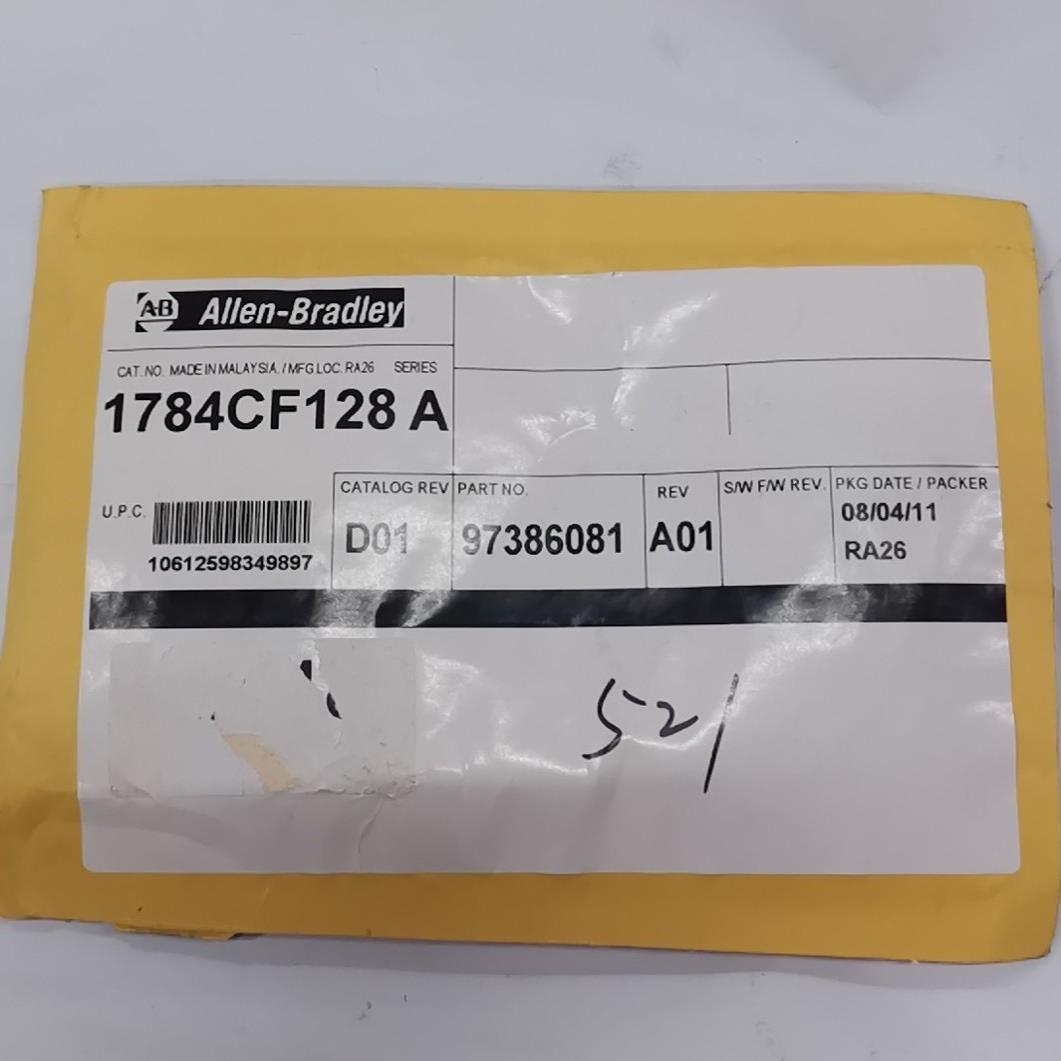 A-B Allen-Bradley
CAT. NO. MADE IN MALAYSIA. / MFG LOC. RA26 SERIES
1784CF128 A
U.P.C.
10612598349897
CATALOG REV
D01
PART NO.
97386081
REV
A01
S/W F/W REV.
PKG DATE / PACKER
08/04/11
RA26
521